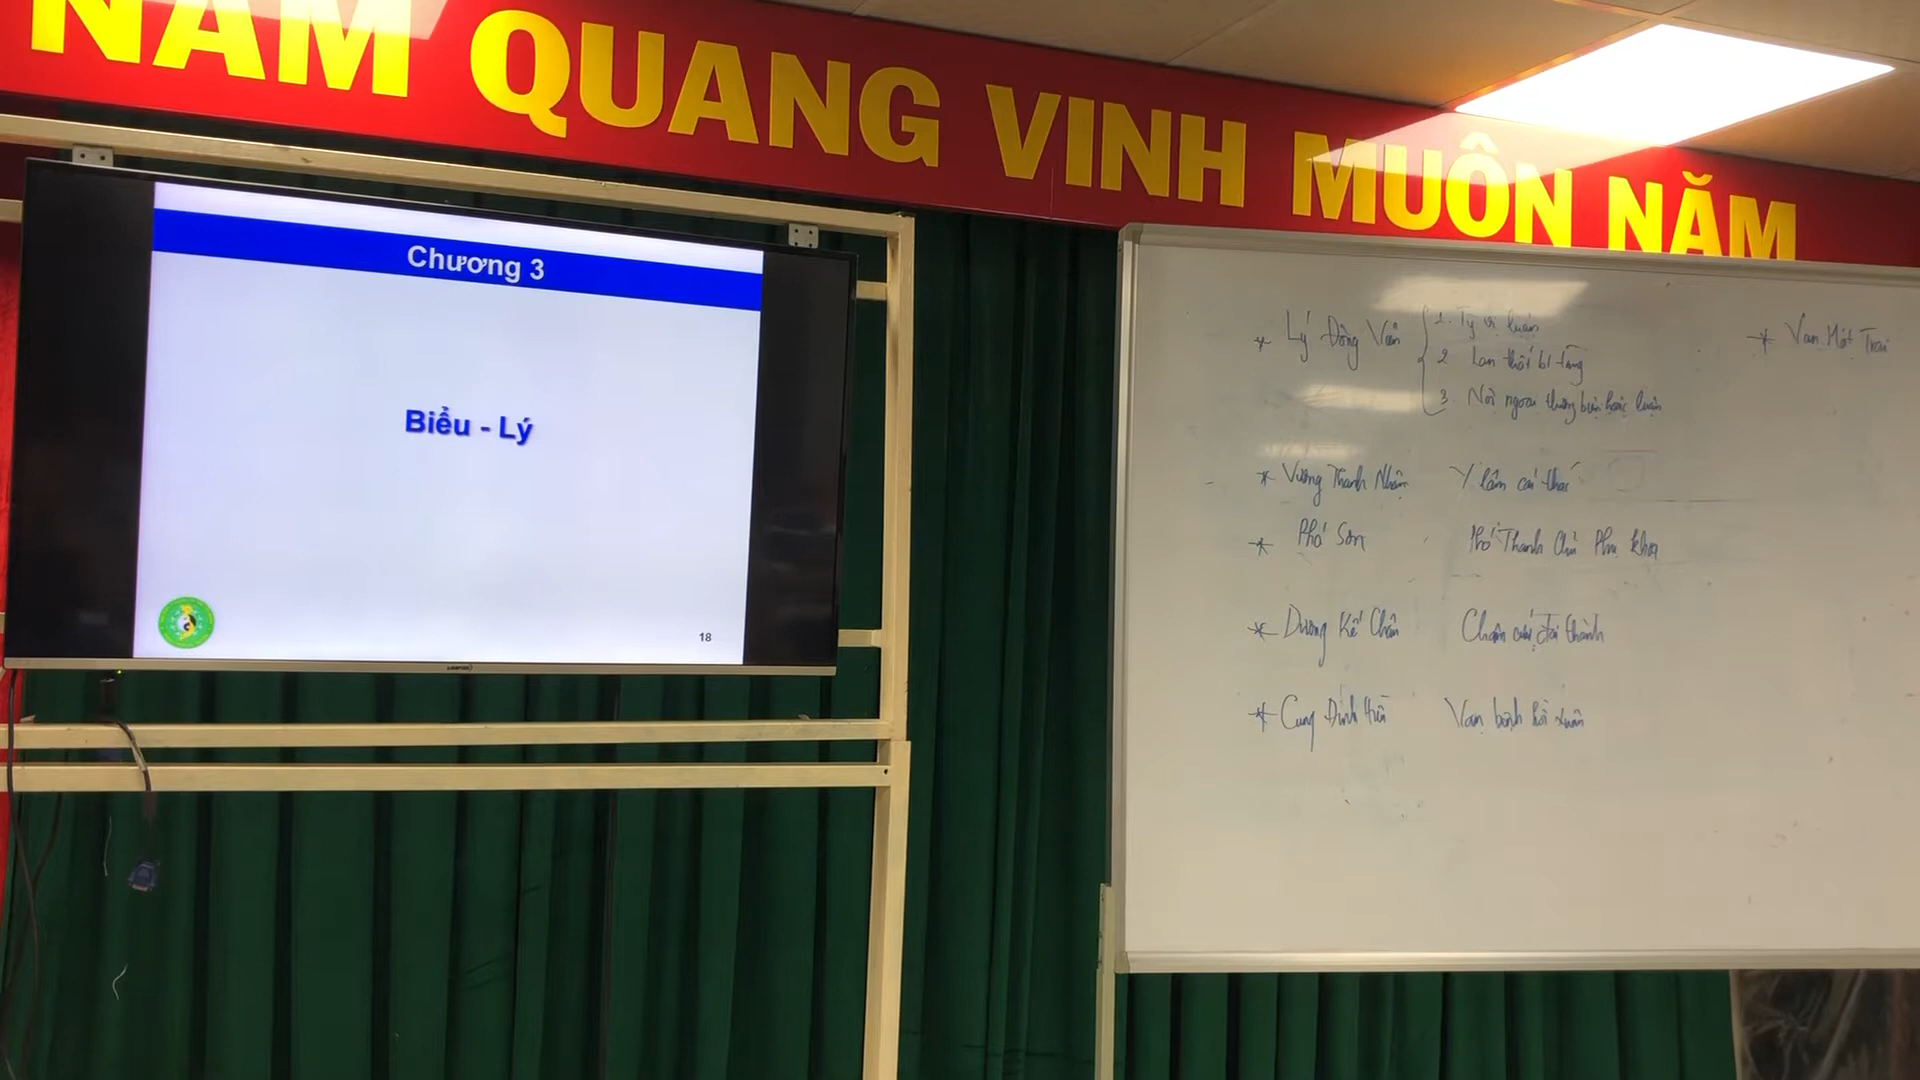 NĂM QUANG VINH MUÔN NĂM
Chương 3
Biểu - Lý
18
* Lý Đông Viên
1. Tỳ vị luận
2. Lan thất bí tàng
3. Nội ngoại thương biện hoặc luận
* Vương Thanh Nhậm Y lâm cải thác
* Phó Sơn Phó Thanh Chủ Phụ khoa
* Dương Kế Châu Châm cứu đại thành
* Cung Đình Hiền Vạn bệnh hồi xuân
* Vạn Mật Trai